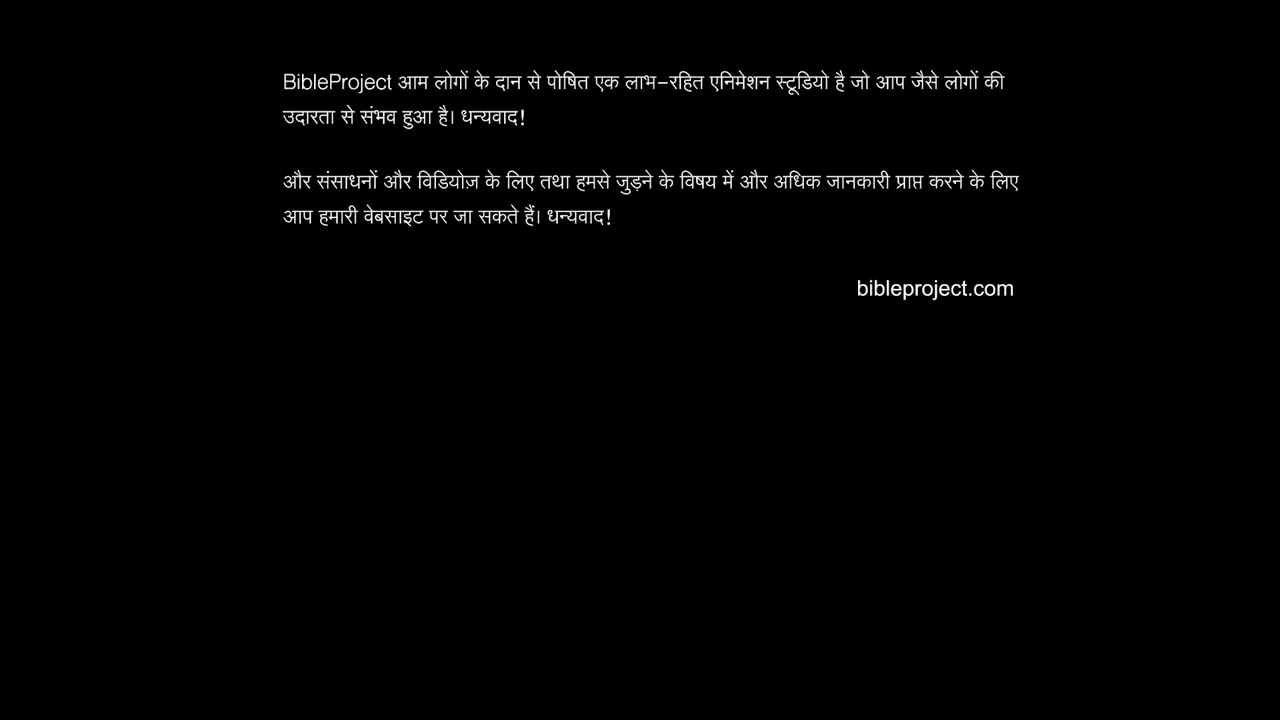 BibleProject आम लोगों के दान से पोषित एक लाभ-रहित एनिमेशन स्टूडियो है जो आप जैसे लोगों की
उदारता से संभव हुआ है। धन्यवाद!
और संसाधनों और विडियोज़ के लिए तथा हमसे जुड़ने के विषय में और अधिक जानकारी प्राप्त करने के लिए
आप हमारी वेबसाइट पर जा सकते हैं। धन्यवाद!
bibleproject.com